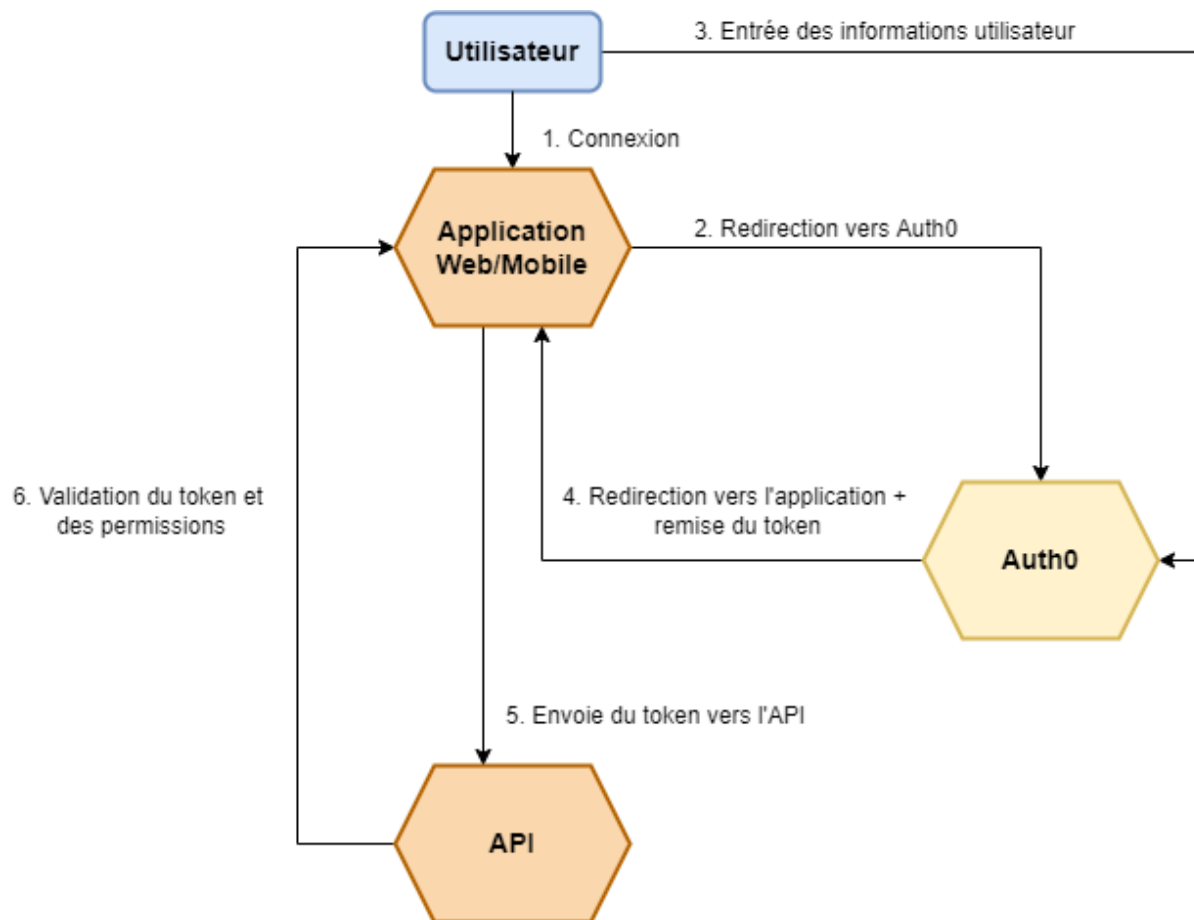 Utilisateur
3. Entrée des informations utilisateur
1. Connexion
Application
Web/Mobile
2. Redirection vers Auth0
6. Validation du token et
des permissions
4. Redirection vers l'application +
remise du token
Auth0
5. Envoie du token vers l'API
API